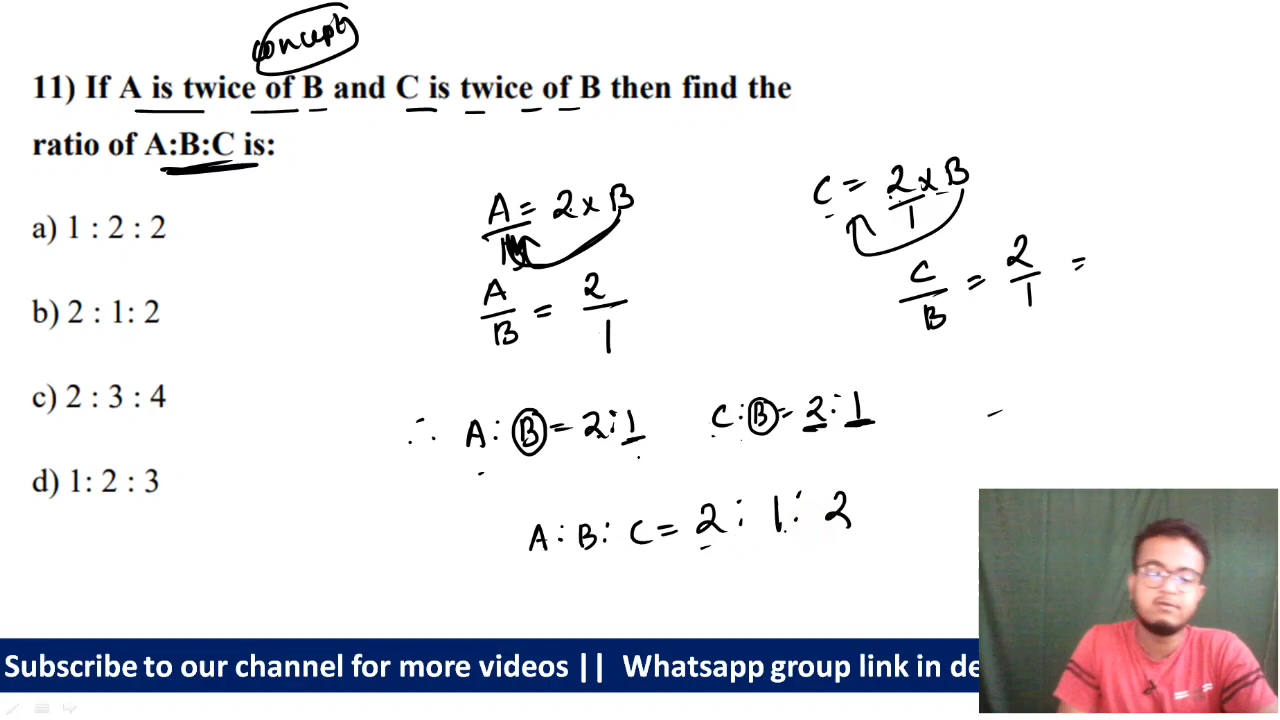 concept
11) If A is twice of B and C is twice of B then find the
ratio of A:B:C is:
a) 1 : 2 : 2
b) 2 : 1: 2
c) 2 : 3 : 4
d) 1: 2 : 3
A = 2 × B
A/B = 2/1
C = 2/1 × B
C/B = 2/1 =
∴ A : B = 2 : 1 C : B = 2 : 1
A : B : C = 2 : 1 : 2
Subscribe to our channel for more videos || Whatsapp group link in de